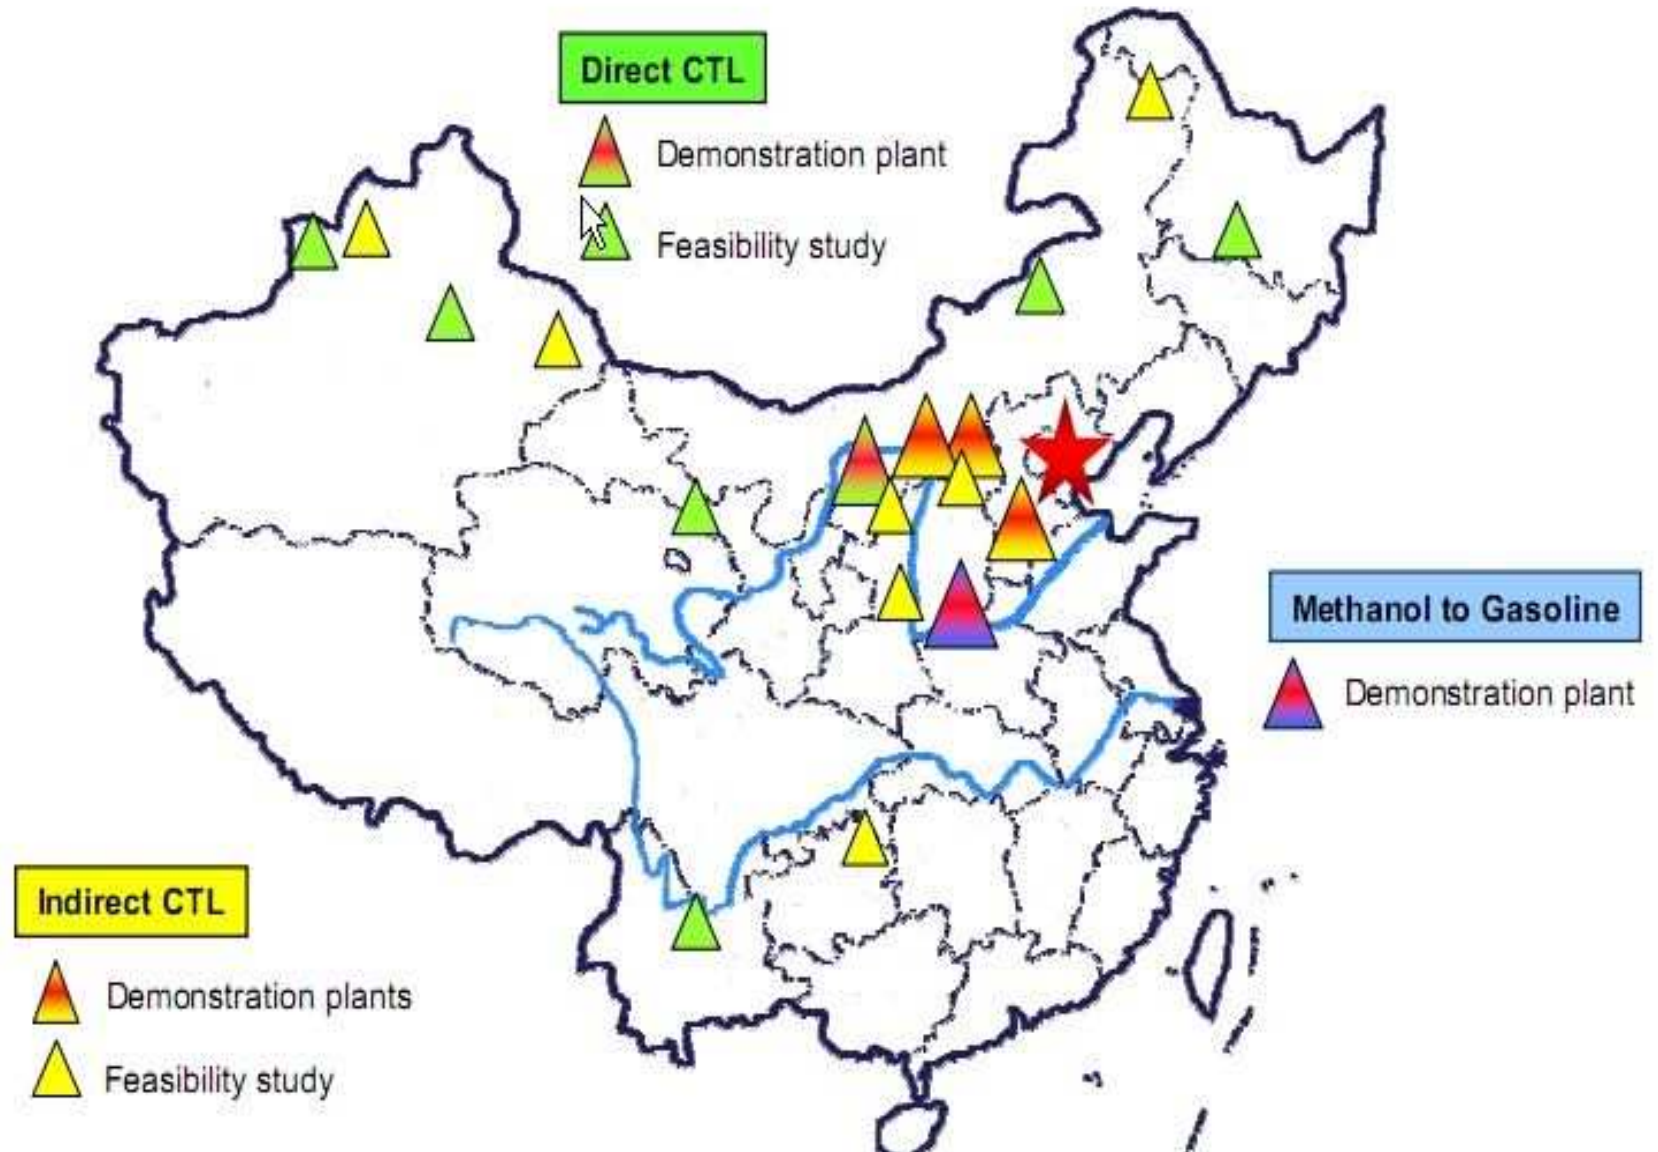 Direct CTL
Demonstration plant
Feasibility study
Methanol to Gasoline
Demonstration plant
Indirect CTL
Demonstration plants
Feasibility study